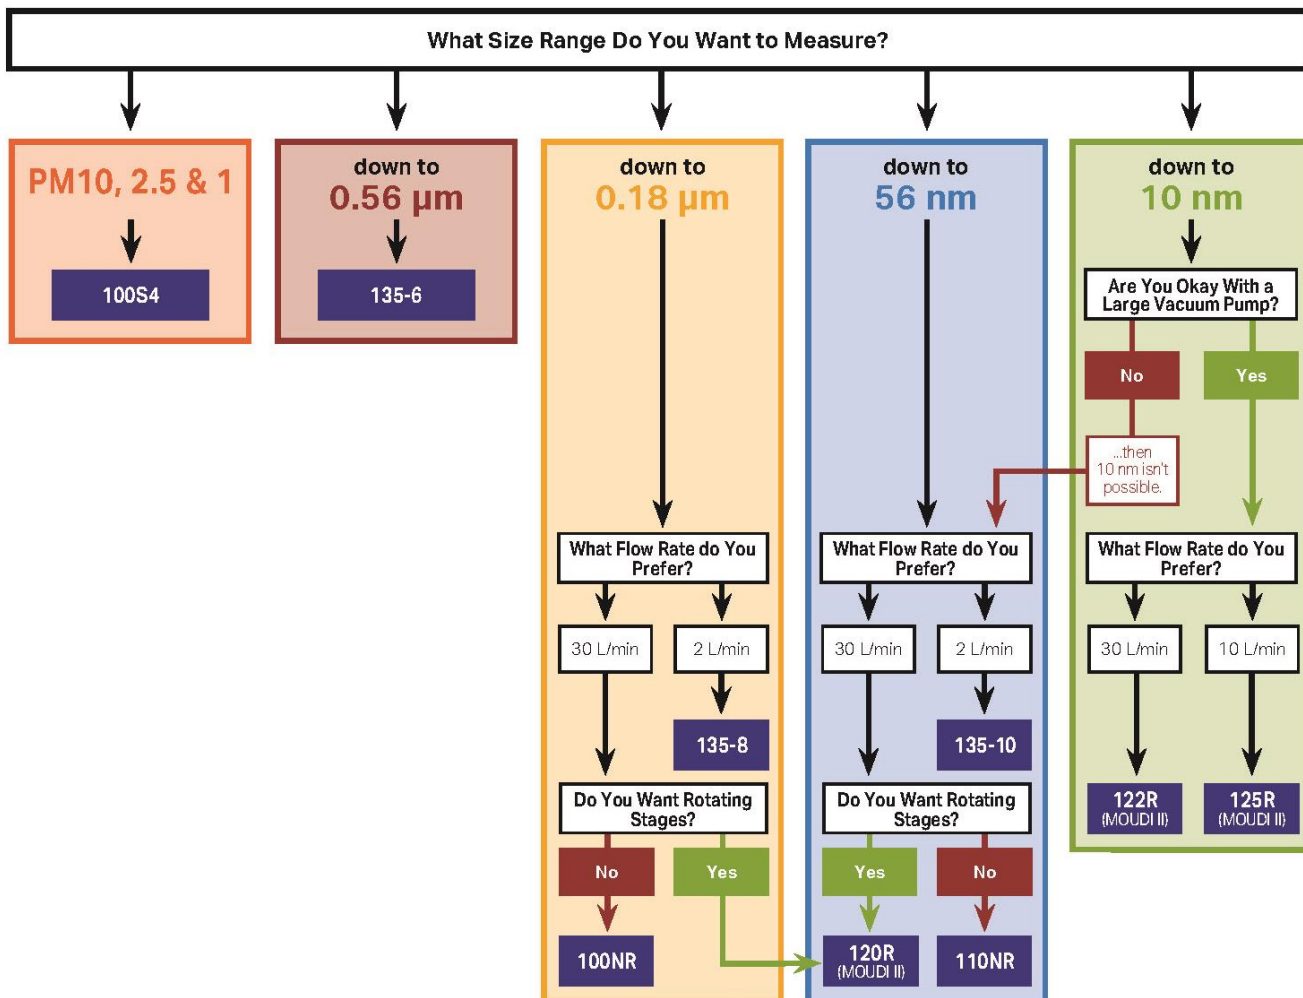 What Size Range Do You Want to Measure?
PM10, 2.5 & 1
100S4
down to
0.56 µm
135-6
down to
0.18 µm
What Flow Rate do You
Prefer?
30 L/min
2 L/min
135-8
Do You Want Rotating
Stages?
No
Yes
100NR
down to
56 nm
What Flow Rate do You
Prefer?
30 L/min
2 L/min
135-10
Do You Want Rotating
Stages?
Yes
No
120R
(MOUDI II)
110NR
down to
10 nm
Are You Okay With a
Large Vacuum Pump?
No
Yes
...then
10 nm isn't
possible.
What Flow Rate do You
Prefer?
30 L/min
10 L/min
122R
(MOUDI II)
125R
(MOUDI II)